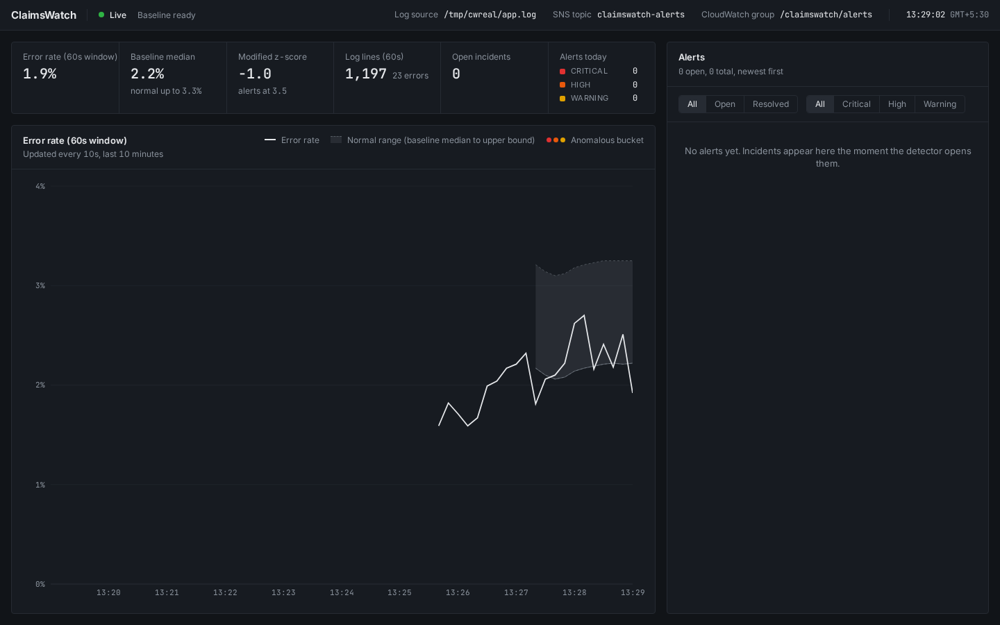 ClaimsWatch Live Baseline ready Log source /tmp/cwreal/app.log SNS topic claimswatch-alerts CloudWatch group /claimswatch/alerts 13:29:02 GMT+5:30
Error rate (60s window)
1.9%
Baseline median
2.2%
normal up to 3.3%
Modified z-score
-1.0
alerts at 3.5
Log lines (60s)
1,197 23 errors
Open incidents
0
Alerts today
CRITICAL 0
HIGH 0
WARNING 0
Error rate (60s window)
Updated every 10s, last 10 minutes
Error rate Normal range (baseline median to upper bound) Anomalous bucket
4%
3%
2%
1%
0%
13:20 13:21 13:22 13:23 13:24 13:25 13:26 13:27 13:28 13:29
Alerts
0 open, 0 total, newest first
All Open Resolved All Critical High Warning
No alerts yet. Incidents appear here the moment the detector opens
them.